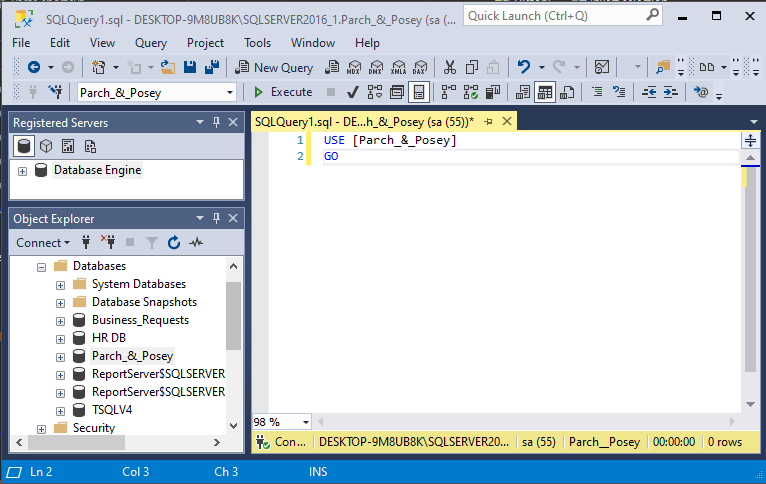 SQLQuery1.sql - DESKTOP-9M8UB8K\SQLSERVER2016_1.Parch_&_Posey (sa (55))
Quick Launch (Ctrl+Q)
File Edit View Query Project Tools Window Help
New Query MDX DMX XMLA DAX
Parch_&_Posey Execute
Registered Servers
Database Engine
Object Explorer
Connect
Databases
System Databases
Database Snapshots
Business_Requests
HR DB
Parch_&_Posey
ReportServer$SQLSERVER
ReportServer$SQLSERVER
TSQLV4
Security
SQLQuery1.sql - DE...h_&_Posey (sa (55))*
1 USE [Parch_&_Posey]
2 GO
98 %
Con... DESKTOP-9M8UB8K\SQLSERVER20... sa (55) Parch__Posey 00:00:00 0 rows
Ln 2 Col 3 Ch 3 INS